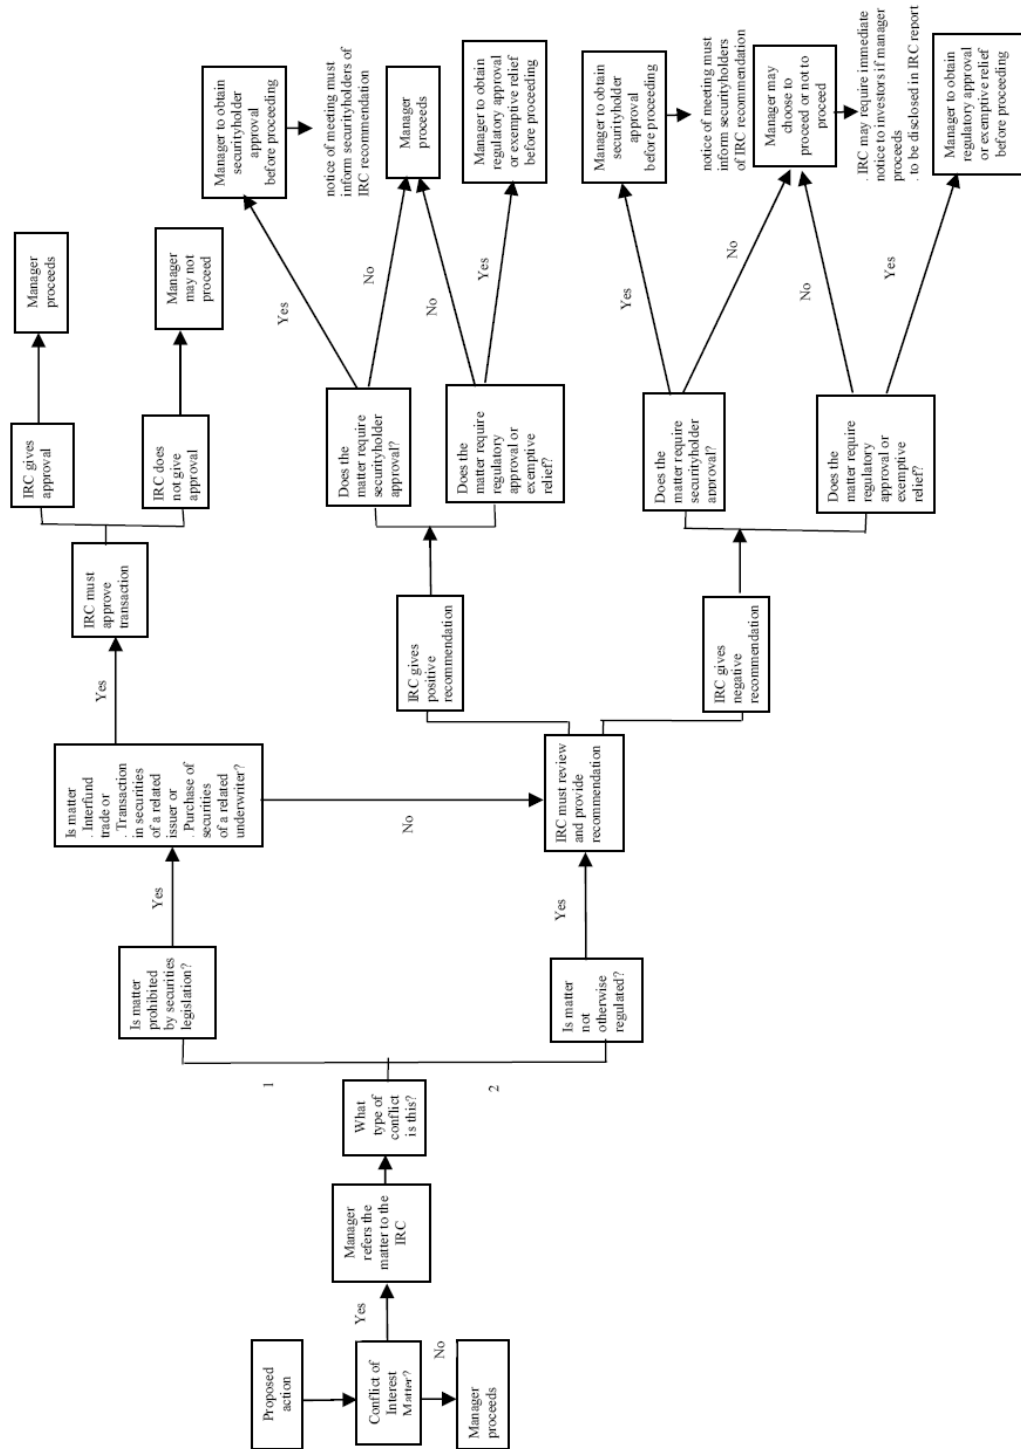 Proposed
action
Conflict of
Interest
Matter?
Yes
No
Manager
proceeds
Manager
refers the
matter to the
IRC
What
type of
conflict
is this?
1
2
Is matter
prohibited
by securities
legislation?
Yes
Is matter
not
otherwise
regulated?
Yes
Is matter
. Interfund
trade or
. Transaction
in securities
of a related
issuer or
. Purchase of
securities
of a related
underwriter?
Yes
No
IRC must review
and provide
recommendation
IRC must
approve
transaction
IRC gives
approval
IRC does
not give
approval
Manager
proceeds
Manager
may not
proceed
IRC gives
positive
recommendation
IRC gives
negative
recommendation
Does the
matter require
securityholder
approval?
Does the
matter require
regulatory
approval or
exemptive
relief?
Yes
No
No
Yes
Manager to obtain
securityholder
approval
before proceeding
notice of meeting must
inform securityholders of
IRC recommendation
Manager
proceeds
Manager to obtain
regulatory approval
or exemptive relief
before proceeding
Does the
matter require
securityholder
approval?
Does the
matter require
regulatory
approval or
exemptive
relief?
Yes
No
No
Yes
Manager to obtain
securityholder
approval
before proceeding
notice of meeting must
inform securityholders
of IRC recommendation
Manager may
choose to
proceed or not to
proceed
. IRC may require immediate
notice to investors if manager
proceeds
. to be disclosed in IRC report
Manager to obtain
regulatory approval
or exemptive relief
before proceeding